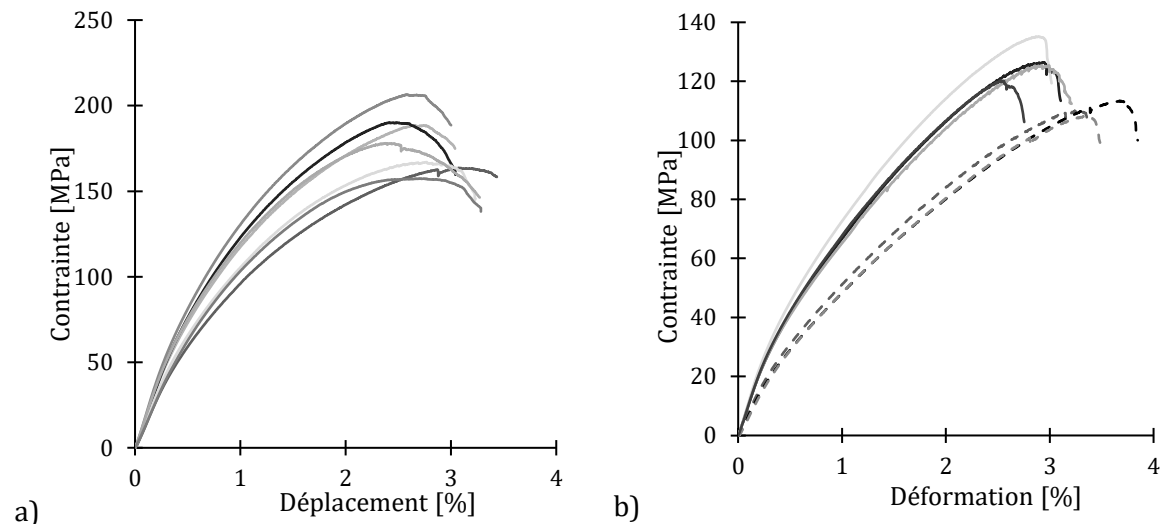 250
200
150
100
50
0
Contrainte [MPa]
0 1 2 3 4
Déplacement [%]
a)
140
120
100
80
60
40
20
0
Contrainte [MPa]
0 1 2 3 4
Déformation [%]
b)